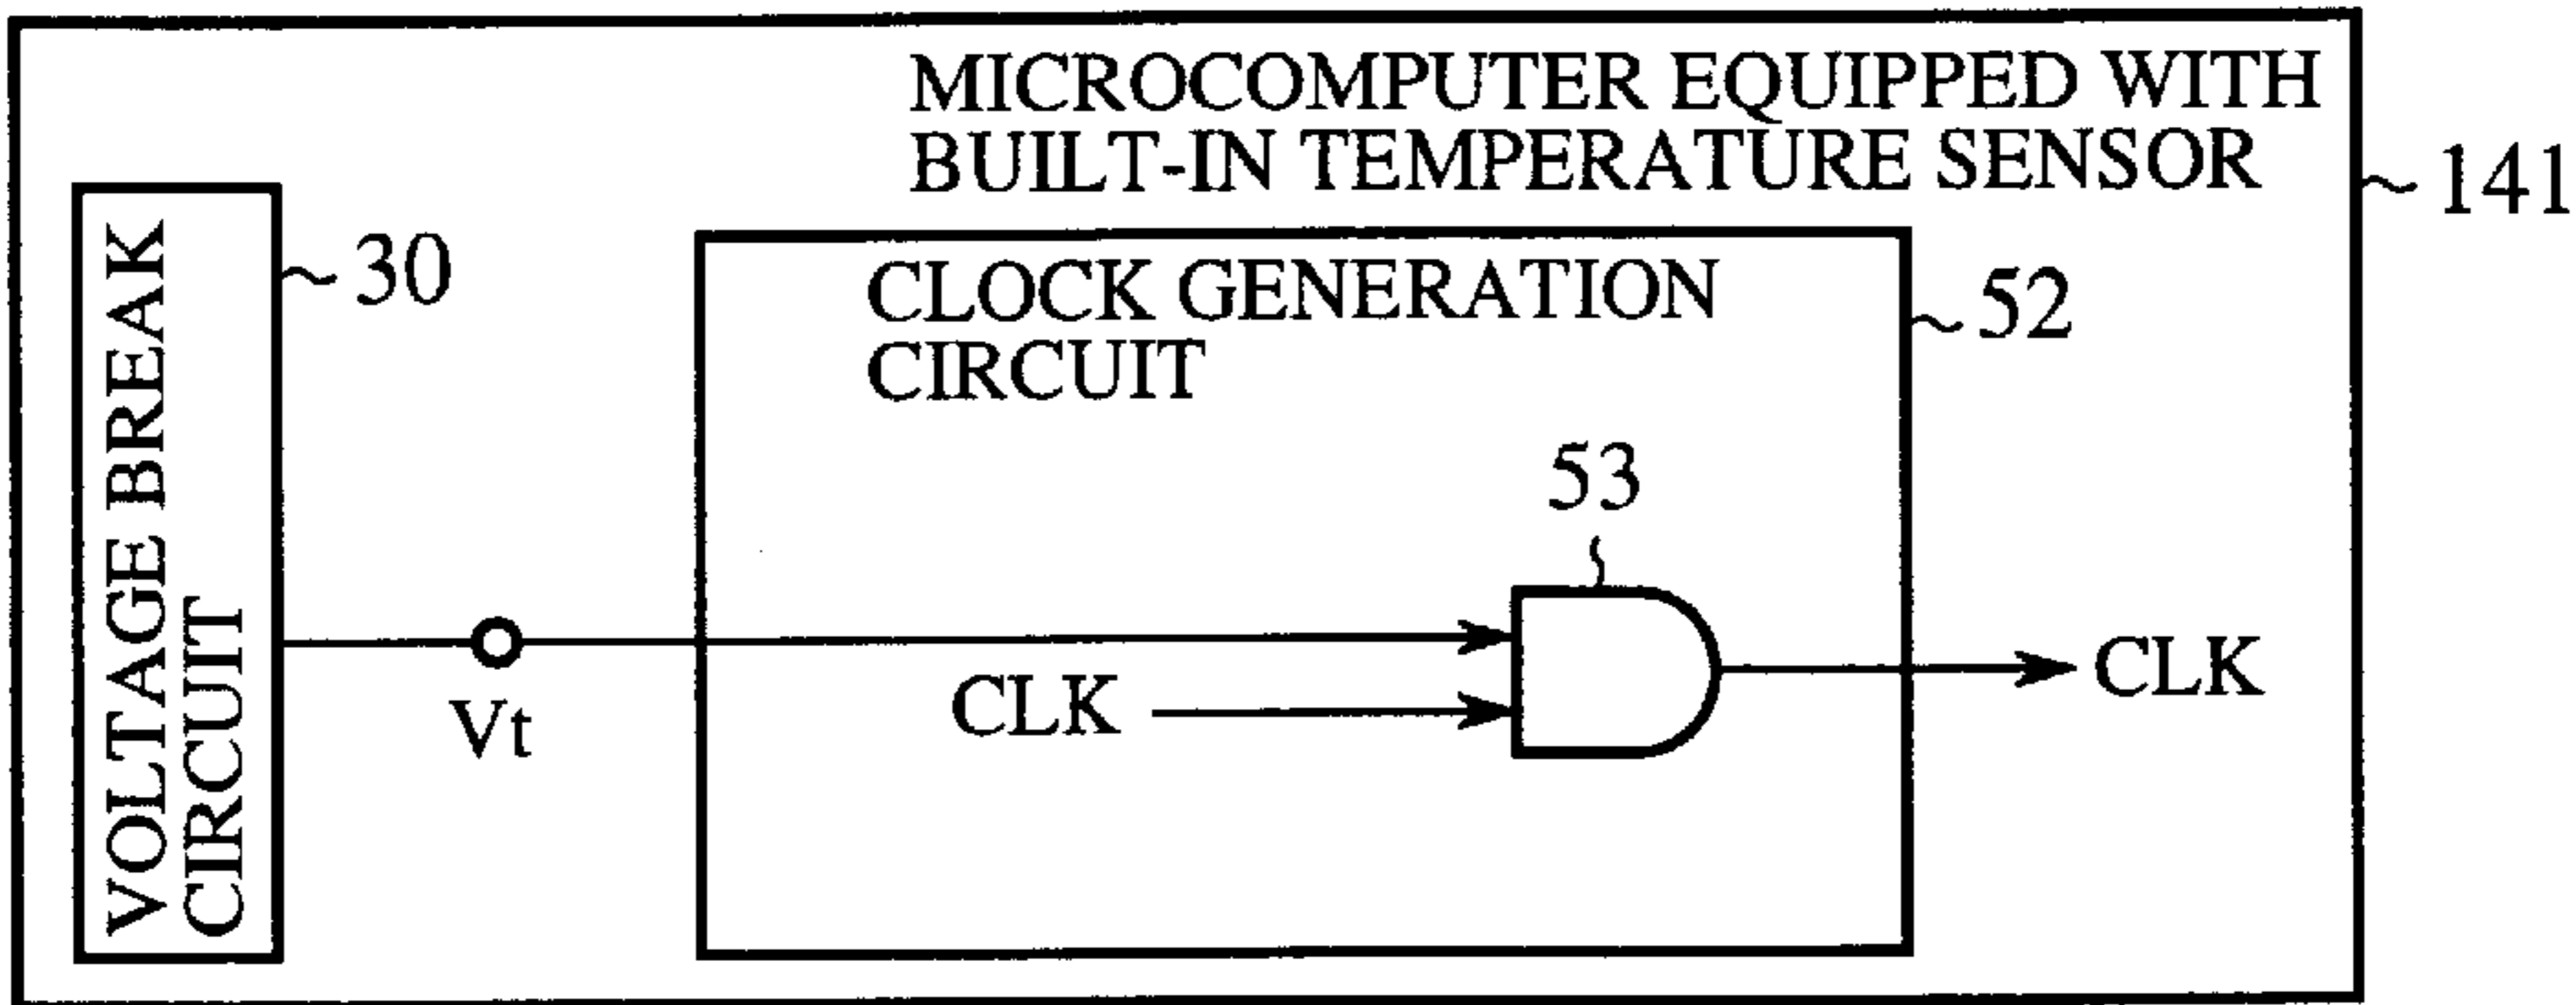 MICROCOMPUTER EQUIPPED WITH
BUILT-IN TEMPERATURE SENSOR
141
VOLTAGE BREAK
CIRCUIT
30
CLOCK GENERATION
CIRCUIT
52
53
Vt
CLK
CLK